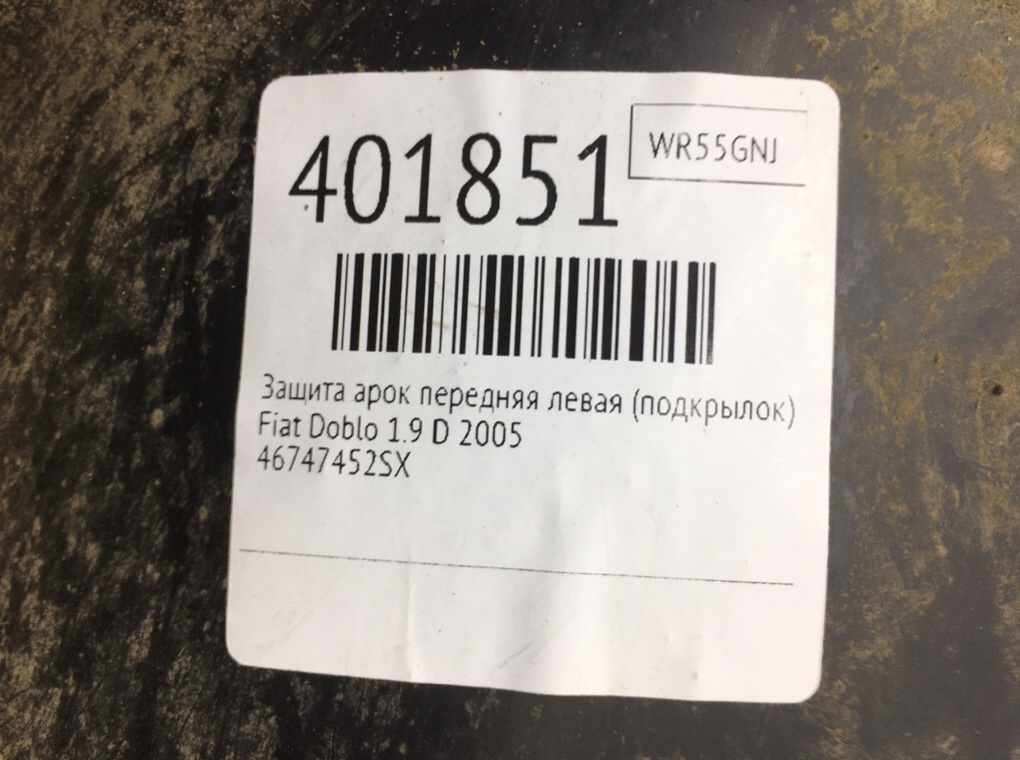 401851
WR55GNJ
Защита арок передняя левая (подкрылок)
Fiat Doblo 1.9 D 2005
46747452SX